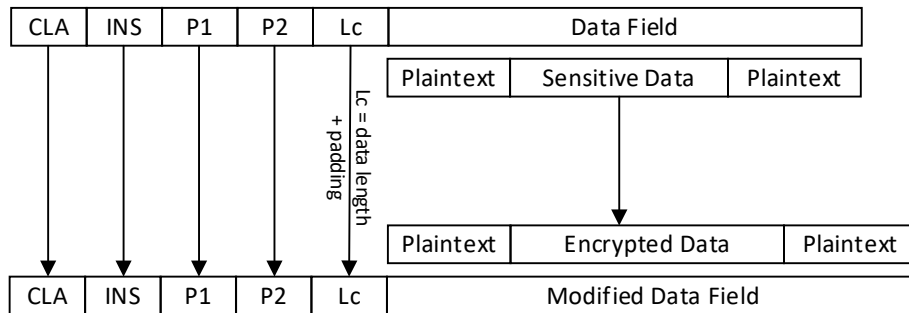 CLA INS P1 P2 Lc Data Field
Plaintext Sensitive Data Plaintext
Lc = data length
+ padding
Plaintext Encrypted Data Plaintext
CLA INS P1 P2 Lc Modified Data Field